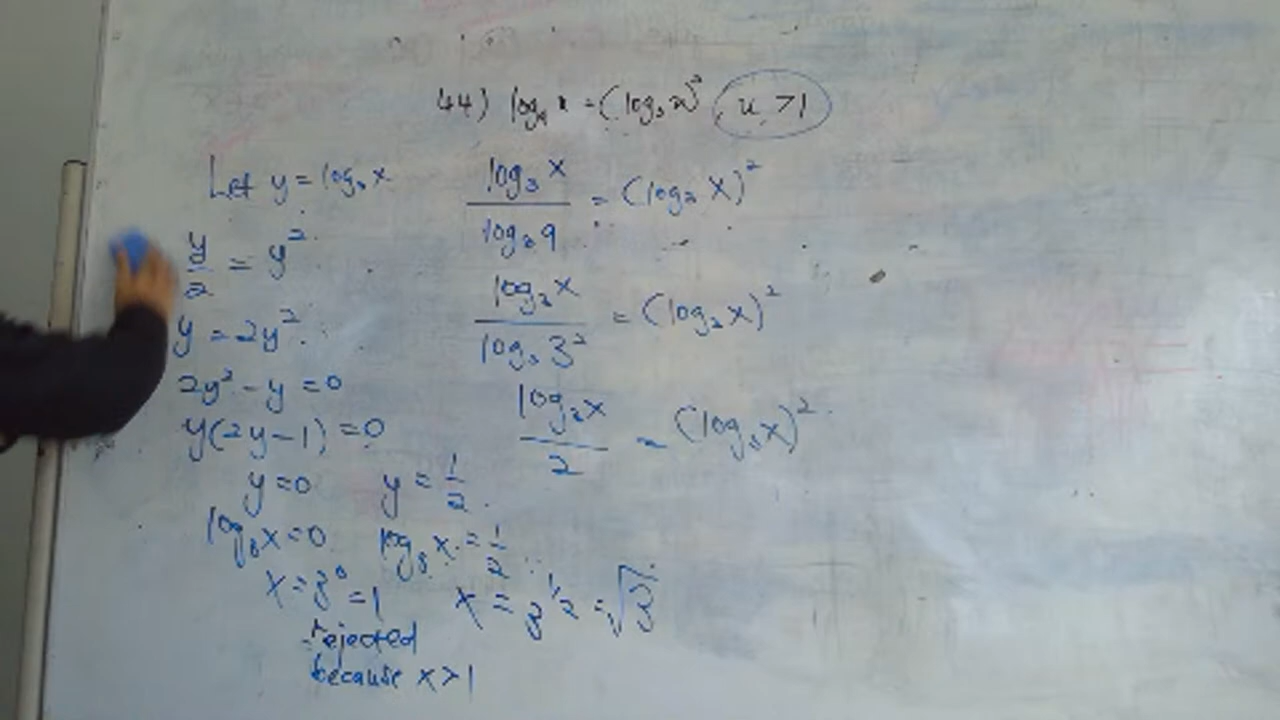 44) log₉ x = (log₃ x)², x > 1
log₃ x / log₃ 9 = (log₃ x)²
log₃ x / log₃ 3² = (log₃ x)²
log₃ x / 2 = (log₃ x)²
Let y = log₃ x
y/2 = y²
y = 2y²
2y² - y = 0
y(2y-1) = 0
y = 0 y = 1/2
log₃ x = 0 log₃ x = 1/2
x = 3⁰ = 1 x = 3^1/2 = √3
rejected
because x > 1